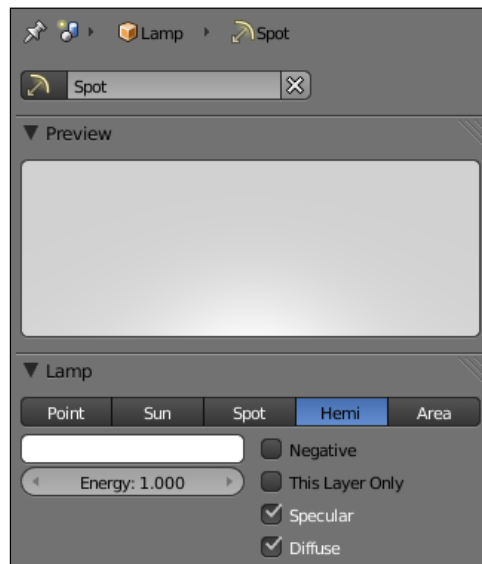 Lamp Spot
Spot
Preview
Lamp
Point Sun Spot Hemi Area
Negative
Energy: 1.000 This Layer Only
Specular
Diffuse